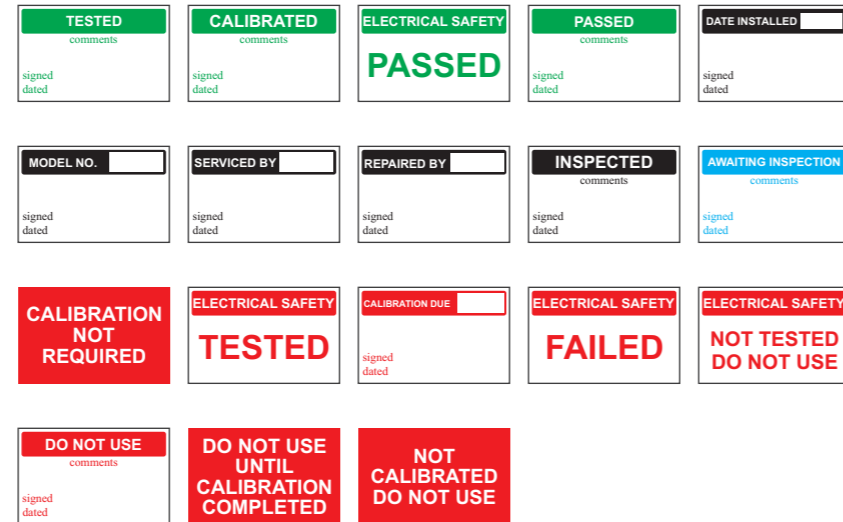 TESTED
comments
signed
dated
CALIBRATED
comments
signed
dated
ELECTRICAL SAFETY
PASSED
PASSED
comments
signed
dated
DATE INSTALLED
signed
dated
MODEL NO.
signed
dated
SERVICED BY
signed
dated
REPAIRED BY
signed
dated
INSPECTED
comments
signed
dated
AWAITING INSPECTION
comments
signed
dated
CALIBRATION
NOT
REQUIRED
ELECTRICAL SAFETY
TESTED
CALIBRATION DUE
signed
dated
ELECTRICAL SAFETY
FAILED
ELECTRICAL SAFETY
NOT TESTED
DO NOT USE
DO NOT USE
comments
signed
dated
DO NOT USE
UNTIL
CALIBRATION
COMPLETED
NOT
CALIBRATED
DO NOT USE